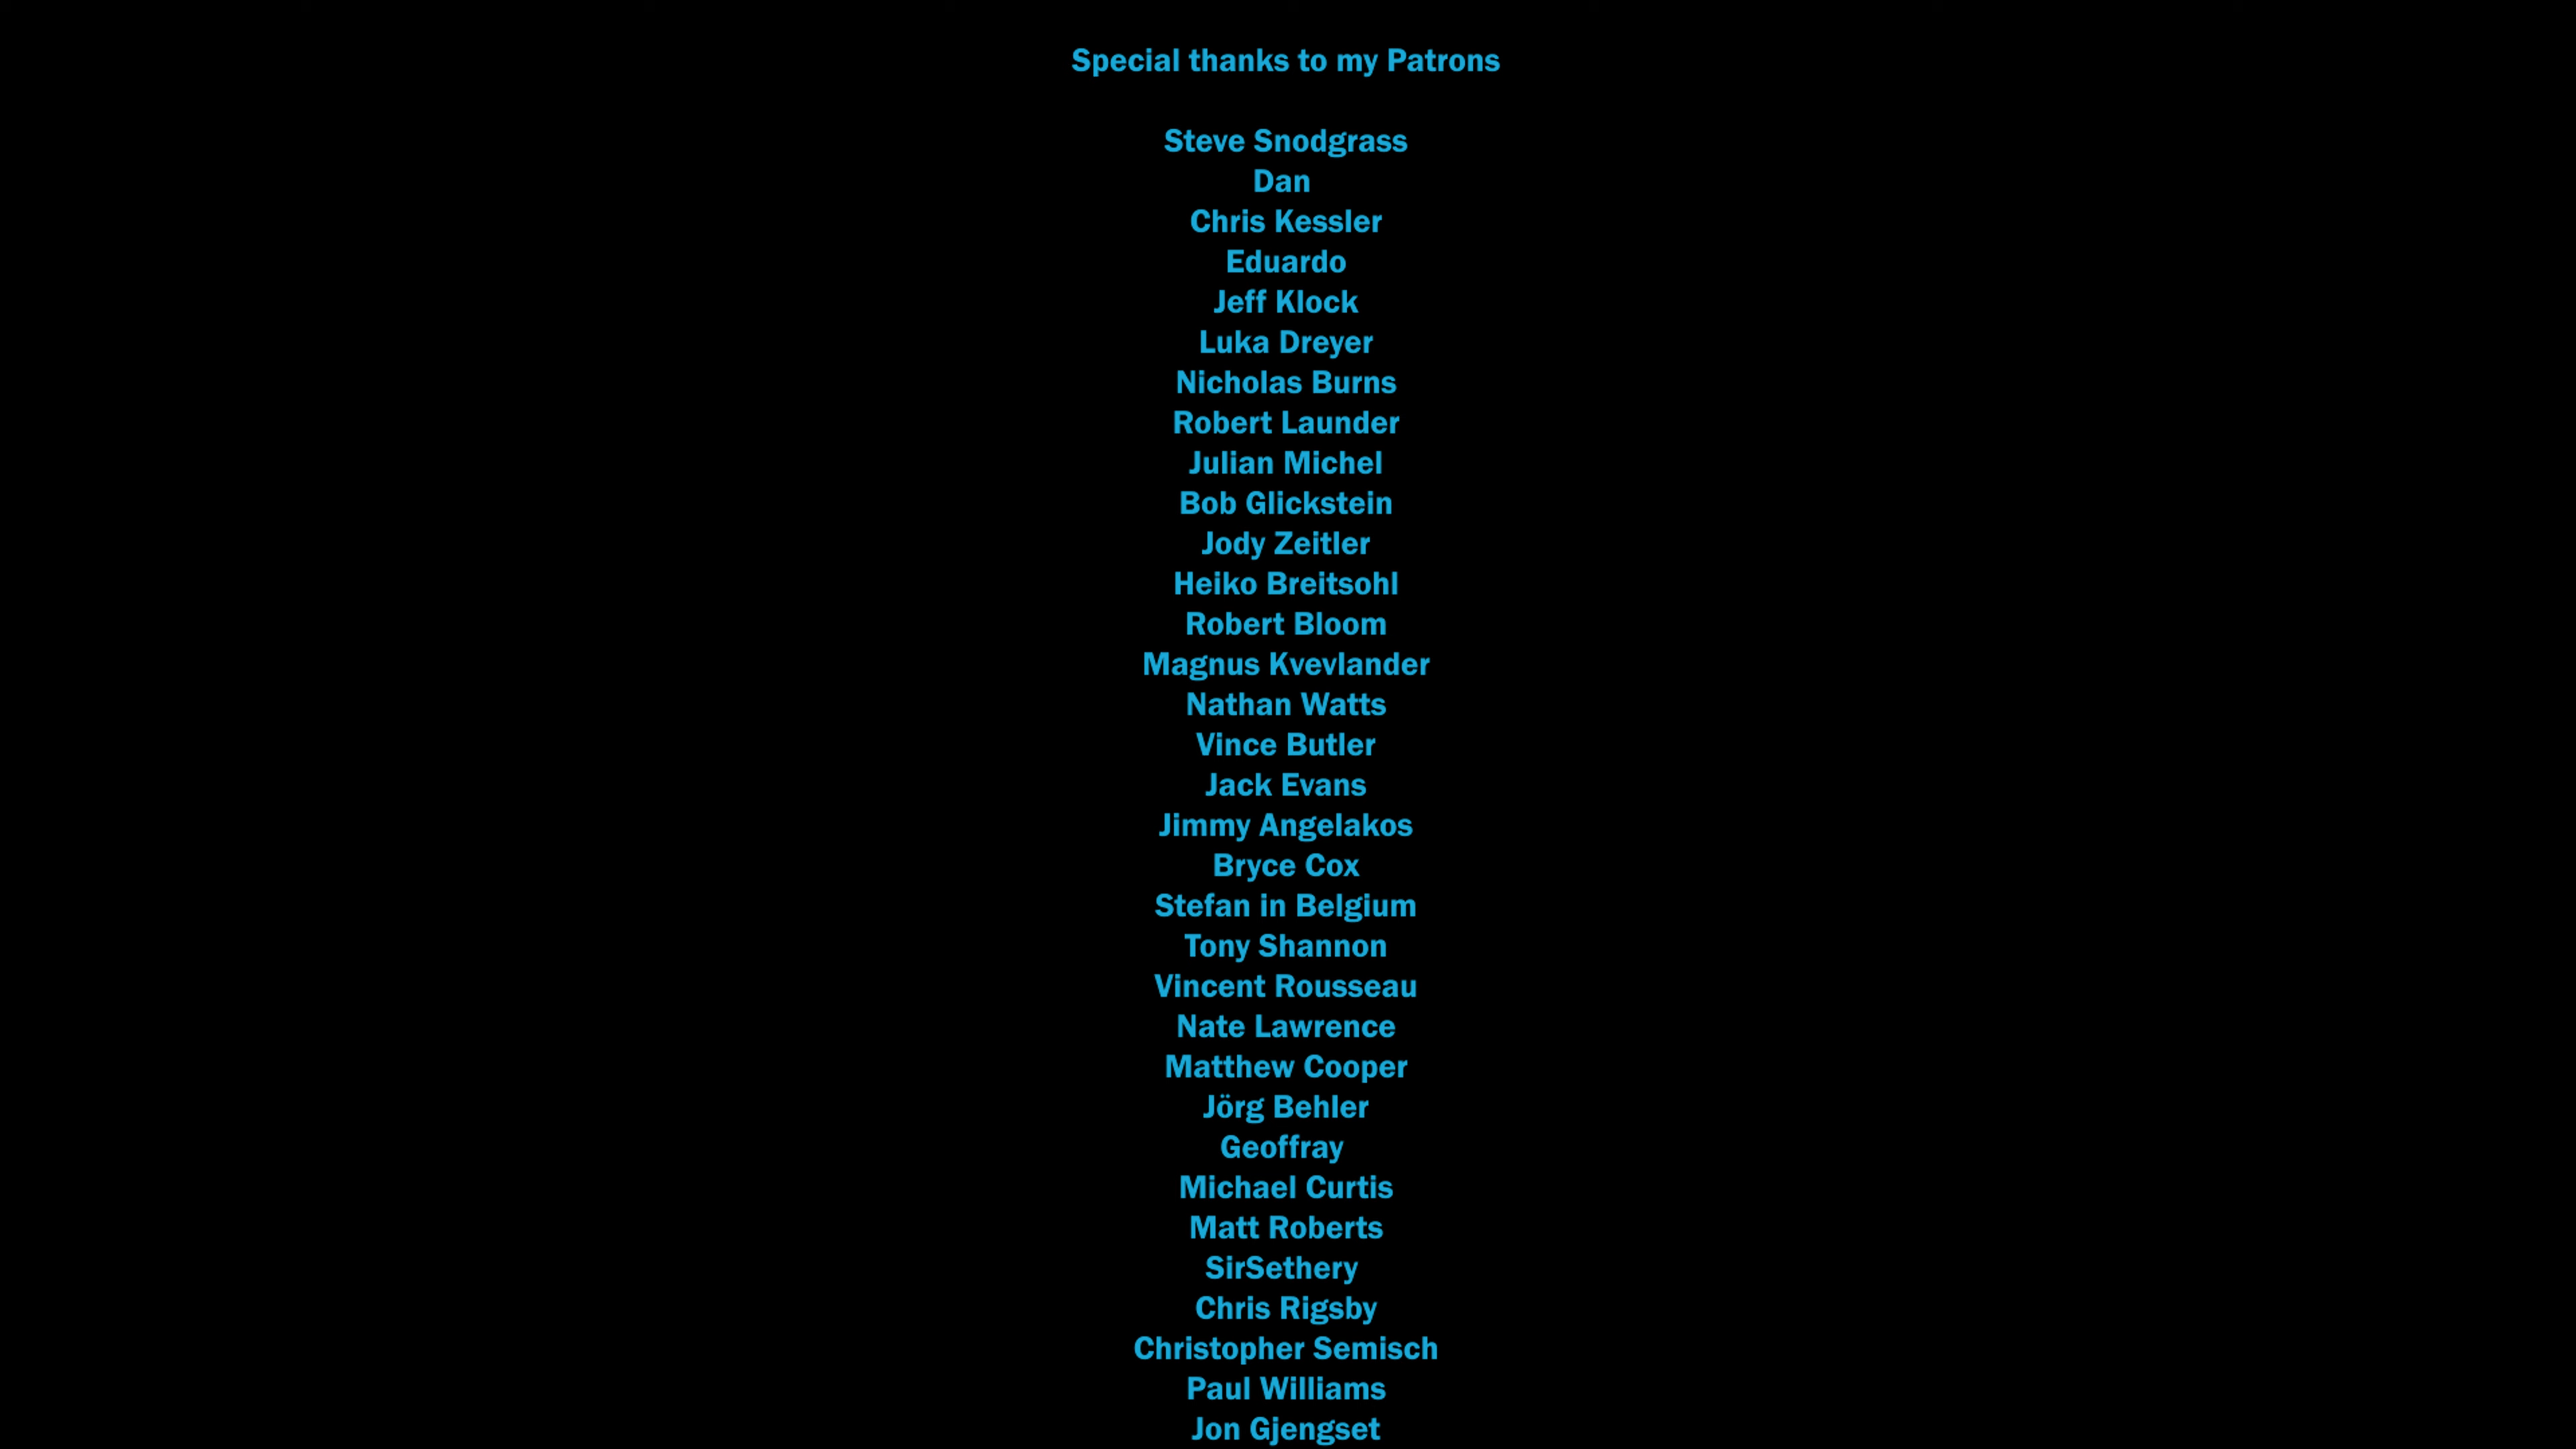 Special thanks to my Patrons
Steve Snodgrass
Dan
Chris Kessler
Eduardo
Jeff Klock
Luka Dreyer
Nicholas Burns
Robert Launder
Julian Michel
Bob Glickstein
Jody Zeitler
Heiko Breitsohl
Robert Bloom
Magnus Kvevlander
Nathan Watts
Vince Butler
Jack Evans
Jimmy Angelakos
Bryce Cox
Stefan in Belgium
Tony Shannon
Vincent Rousseau
Nate Lawrence
Matthew Cooper
Jörg Behler
Geoffray
Michael Curtis
Matt Roberts
SirSethery
Chris Rigsby
Christopher Semisch
Paul Williams
Jon Gjengset